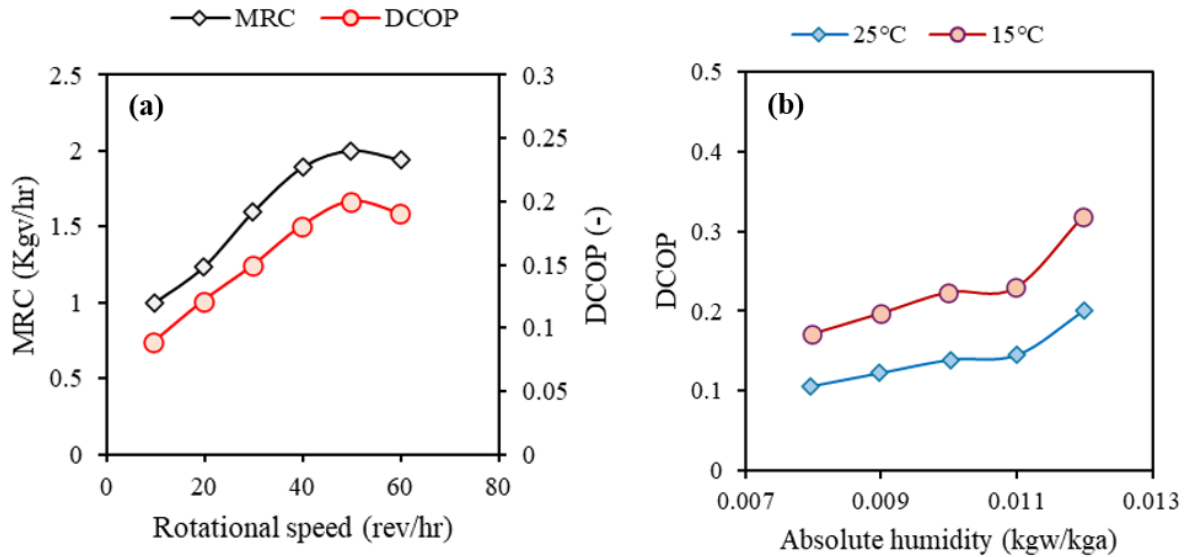 MRC DCOP
(a)
MRC (Kgv/hr)
2.5
2
1.5
1
0.5
0
0.3
0.25
0.2
0.15
0.1
0.05
0
DCOP (-)
0 20 40 60 80
Rotational speed (rev/hr)
25°C 15°C
(b)
DCOP
0.5
0.4
0.3
0.2
0.1
0
0.007 0.009 0.011 0.013
Absolute humidity (kgw/kga)